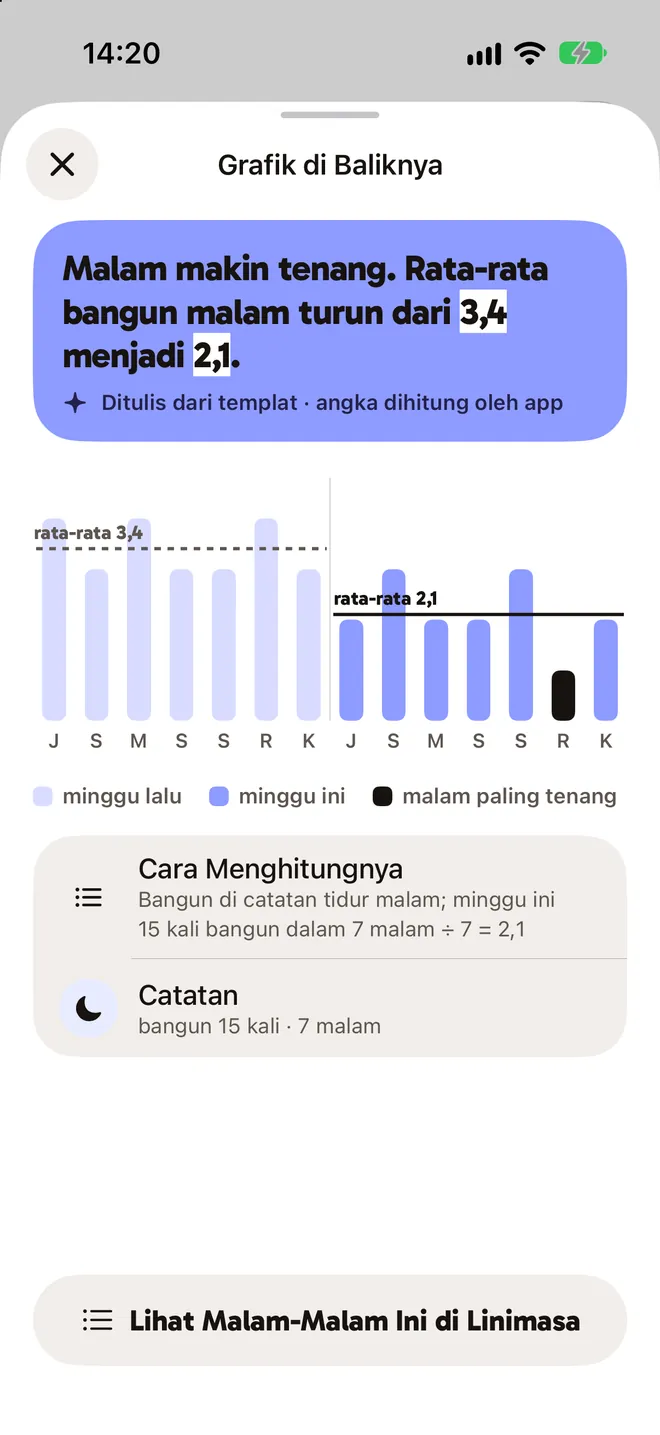 14:20
Grafik di Baliknya
Malam makin tenang. Rata-rata
bangun malam turun dari 3,4
menjadi 2,1.
Ditulis dari templat · angka dihitung oleh app
rata-rata 3,4
rata-rata 2,1
J S M S S R K J S M S S R K
minggu lalu minggu ini malam paling tenang
Cara Menghitungnya
Bangun di catatan tidur malam; minggu ini
15 kali bangun dalam 7 malam ÷ 7 = 2,1
Catatan
bangun 15 kali · 7 malam
Lihat Malam-Malam Ini di Linimasa